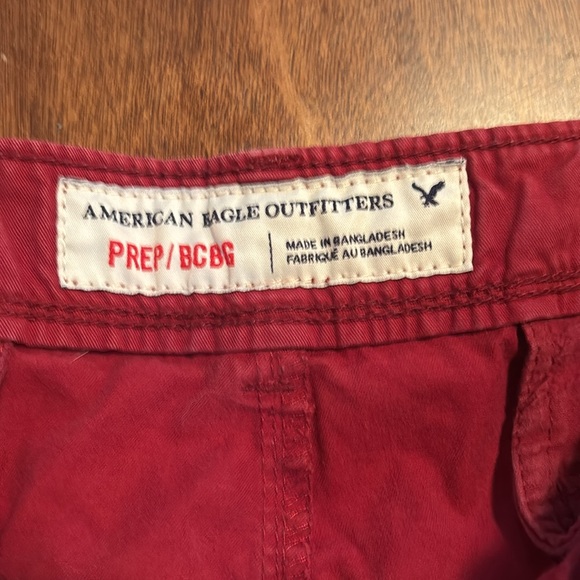 AMERICAN EAGLE OUTFITTERS
PREP/BCBG
MADE IN BANGLADESH
FABRIQUÉ AU BANGLADESH